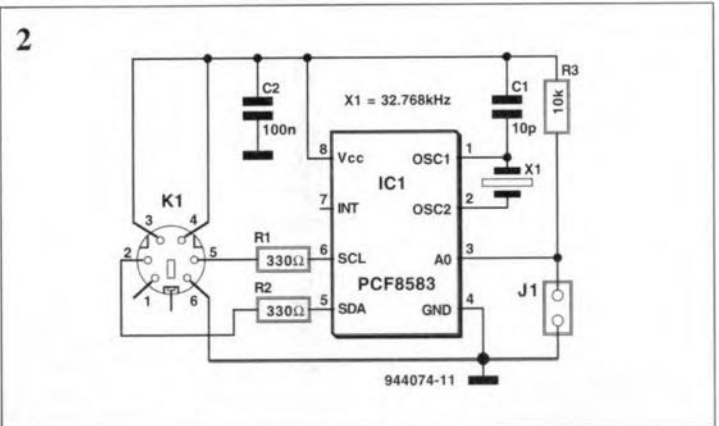 2
R3
10k
C2
100n
X1 = 32.768kHz
C1
10p
8
Vcc
OSC1
1
X1
K1
IC1
7
INT
OSC2
2
3
4
2
5
R1
330Ω
6
SCL
A0
3
PCF8583
J1
R2
330Ω
5
SDA
GND
4
1
6
944074-11